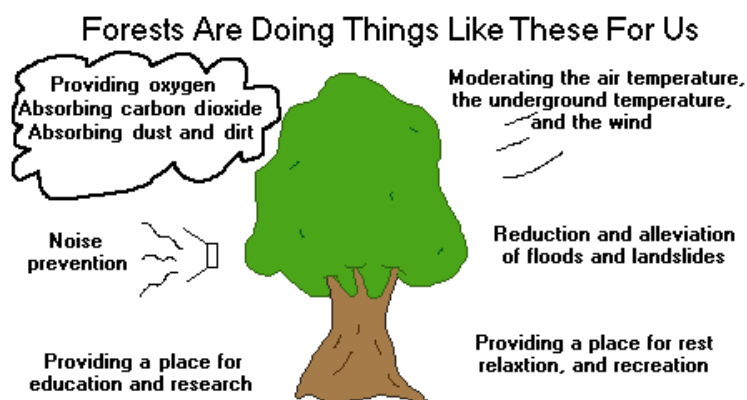 Forests Are Doing Things Like These For Us
Providing oxygen
Absorbing carbon dioxide
Absorbing dust and dirt
Moderating the air temperature,
the underground temperature,
and the wind
Noise
prevention
Reduction and alleviation
of floods and landslides
Providing a place for
education and research
Providing a place for rest
relaxtion, and recreation